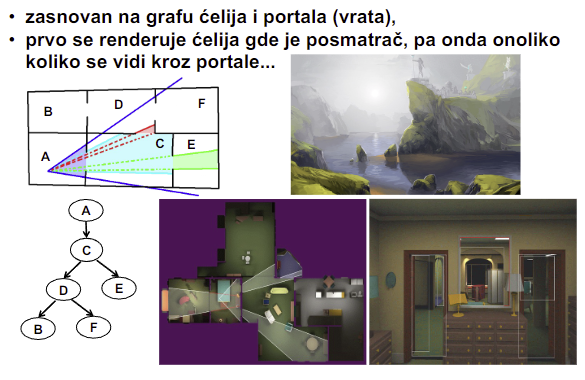 • zasnovan na grafu ćelija i portala (vrata),
• prvo se renderuje ćelija gde je posmatrač, pa onda onoliko
koliko se vidi kroz portale...
B
D
F
A
C
E
A
C
D
E
B
F